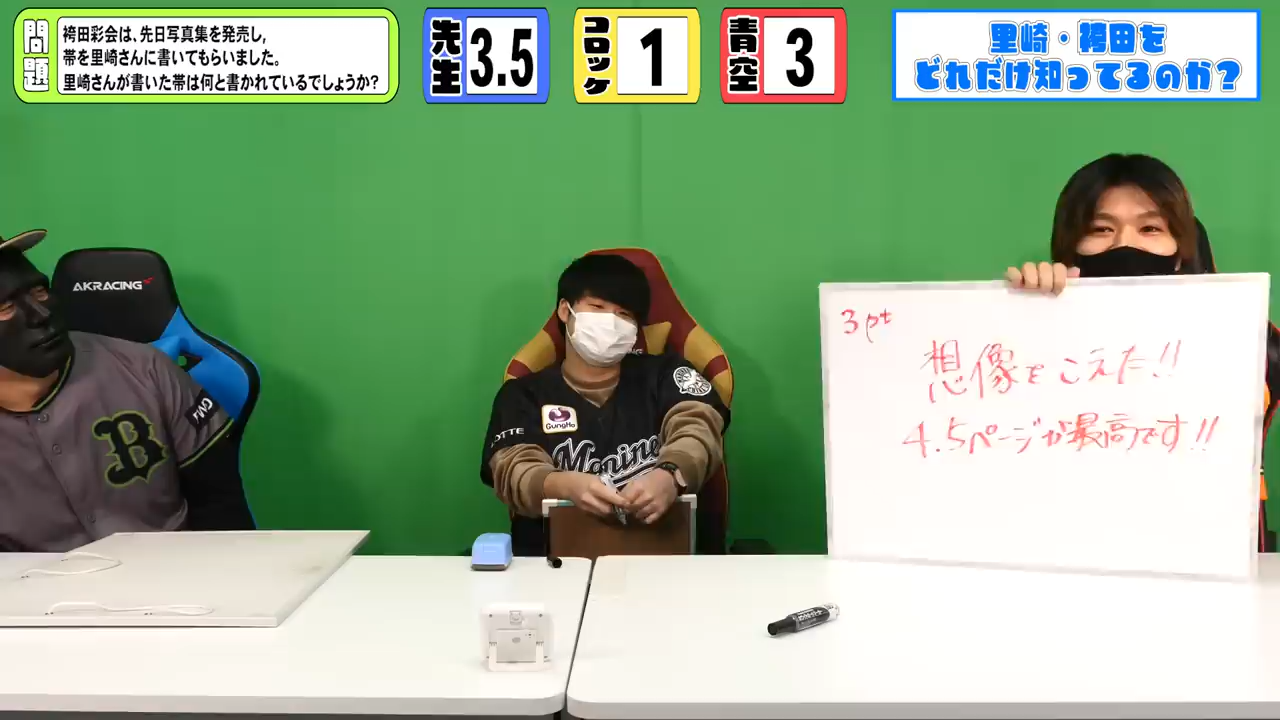 問題
袴田彩会は、先日写真集を発売し、
帯を里崎さんに書いてもらいました。
里崎さんが書いた帯は何と書かれているでしょうか?
先生
3.5
コロッケ
1
青空
3
里崎・袴田を
どれだけ知ってるのか?
AKRACING
B
GungHo
LOTTE
3pt
想像をこえた!!
4.5ページが最高です!!